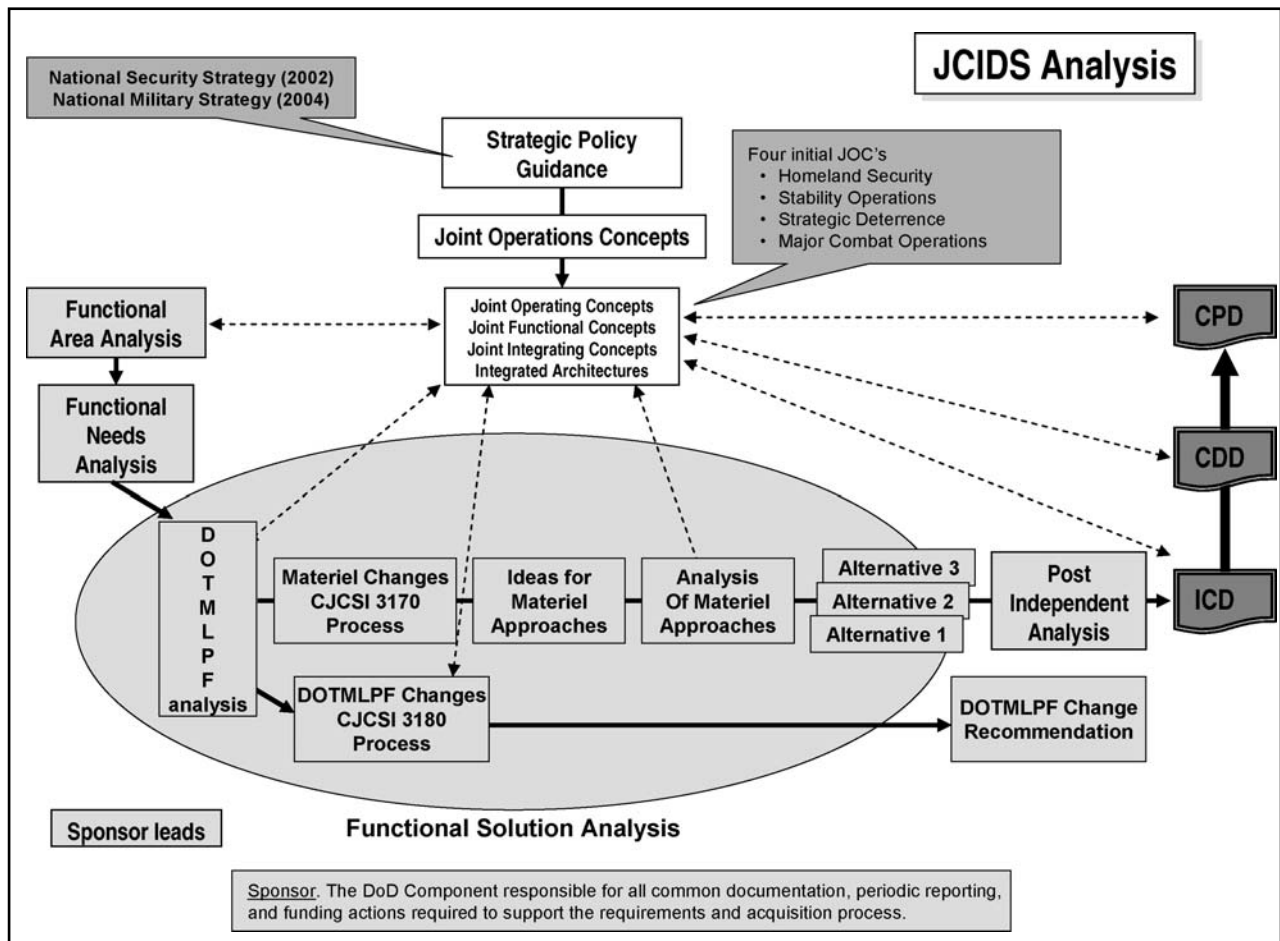 JCIDS Analysis
National Security Strategy (2002)
National Military Strategy (2004)
Strategic Policy
Guidance
Four initial JOC's
• Homeland Security
• Stability Operations
• Strategic Deterrence
• Major Combat Operations
Joint Operations Concepts
Joint Operating Concepts
Joint Functional Concepts
Joint Integrating Concepts
Integrated Architectures
Functional
Area Analysis
Functional
Needs
Analysis
CPD
CDD
ICD
D
O
T
M
L
P
F
analysis
Materiel Changes
CJCSI 3170
Process
Ideas for
Materiel
Approaches
Analysis
Of Materiel
Approaches
Alternative 3
Alternative 2
Alternative 1
Post
Independent
Analysis
DOTMLPF Changes
CJCSI 3180
Process
DOTMLPF Change
Recommendation
Sponsor leads
Functional Solution Analysis
Sponsor. The DoD Component responsible for all common documentation, periodic reporting,
and funding actions required to support the requirements and acquisition process.